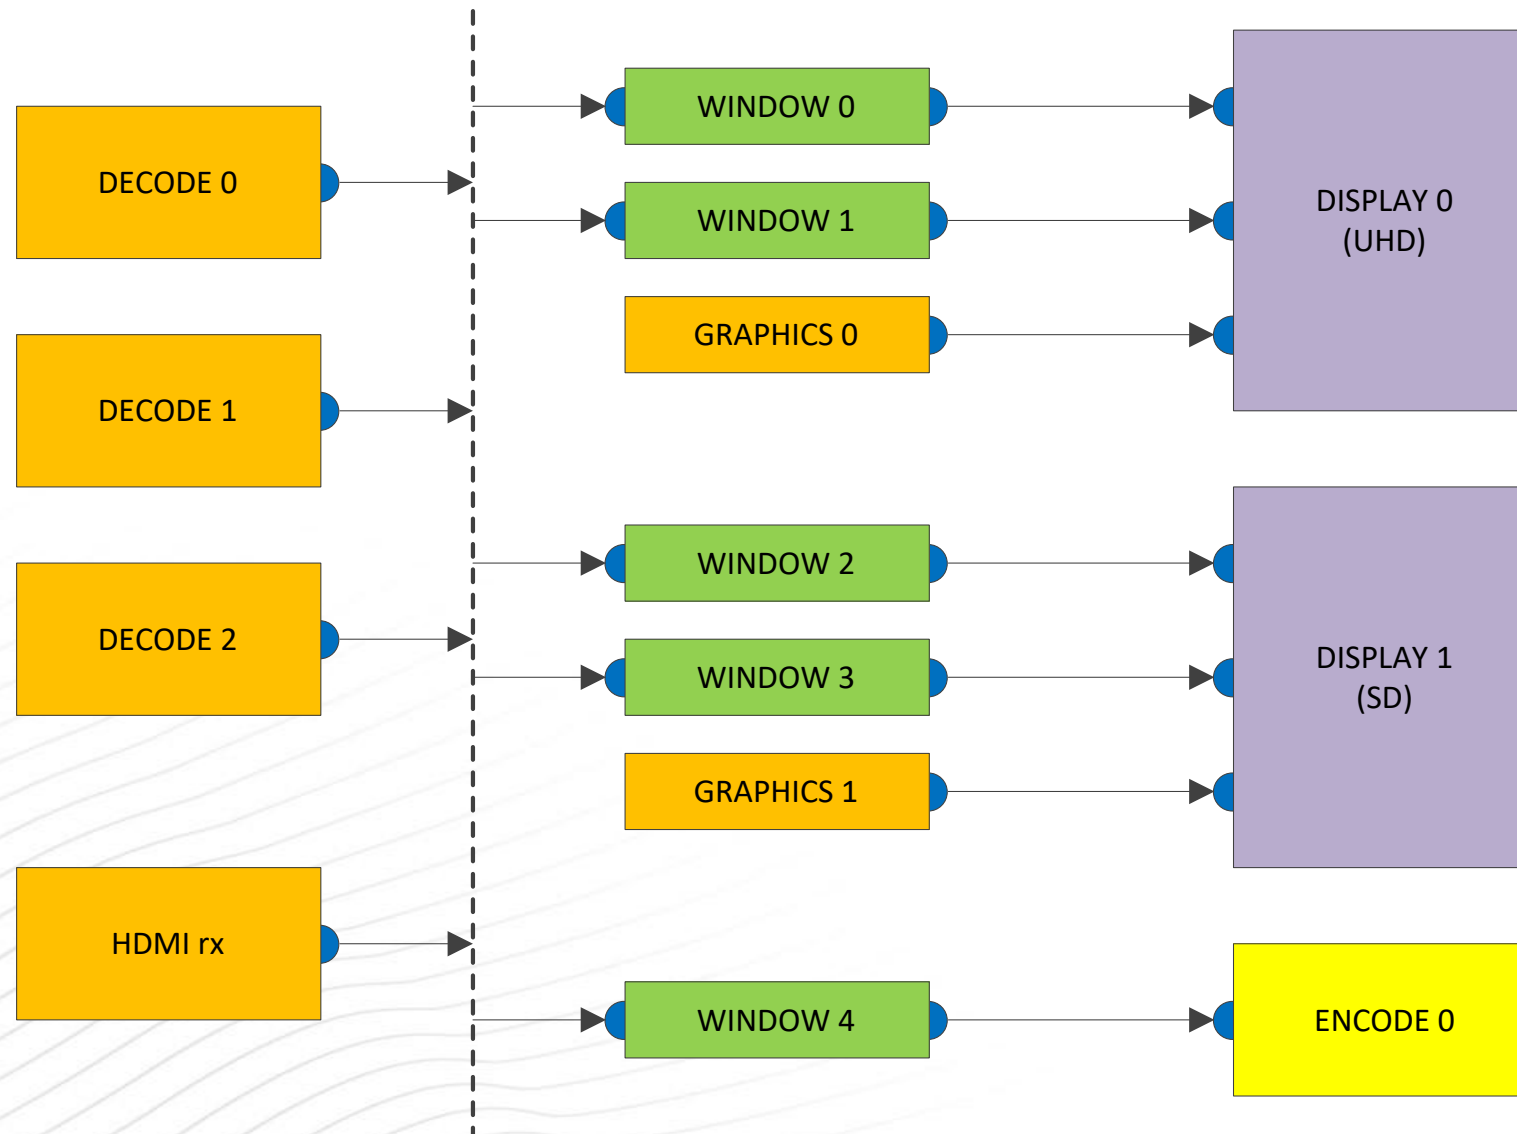 DECODE 0
DECODE 1
DECODE 2
HDMI rx
WINDOW 0
WINDOW 1
GRAPHICS 0
WINDOW 2
WINDOW 3
GRAPHICS 1
WINDOW 4
DISPLAY 0
(UHD)
DISPLAY 1
(SD)
ENCODE 0